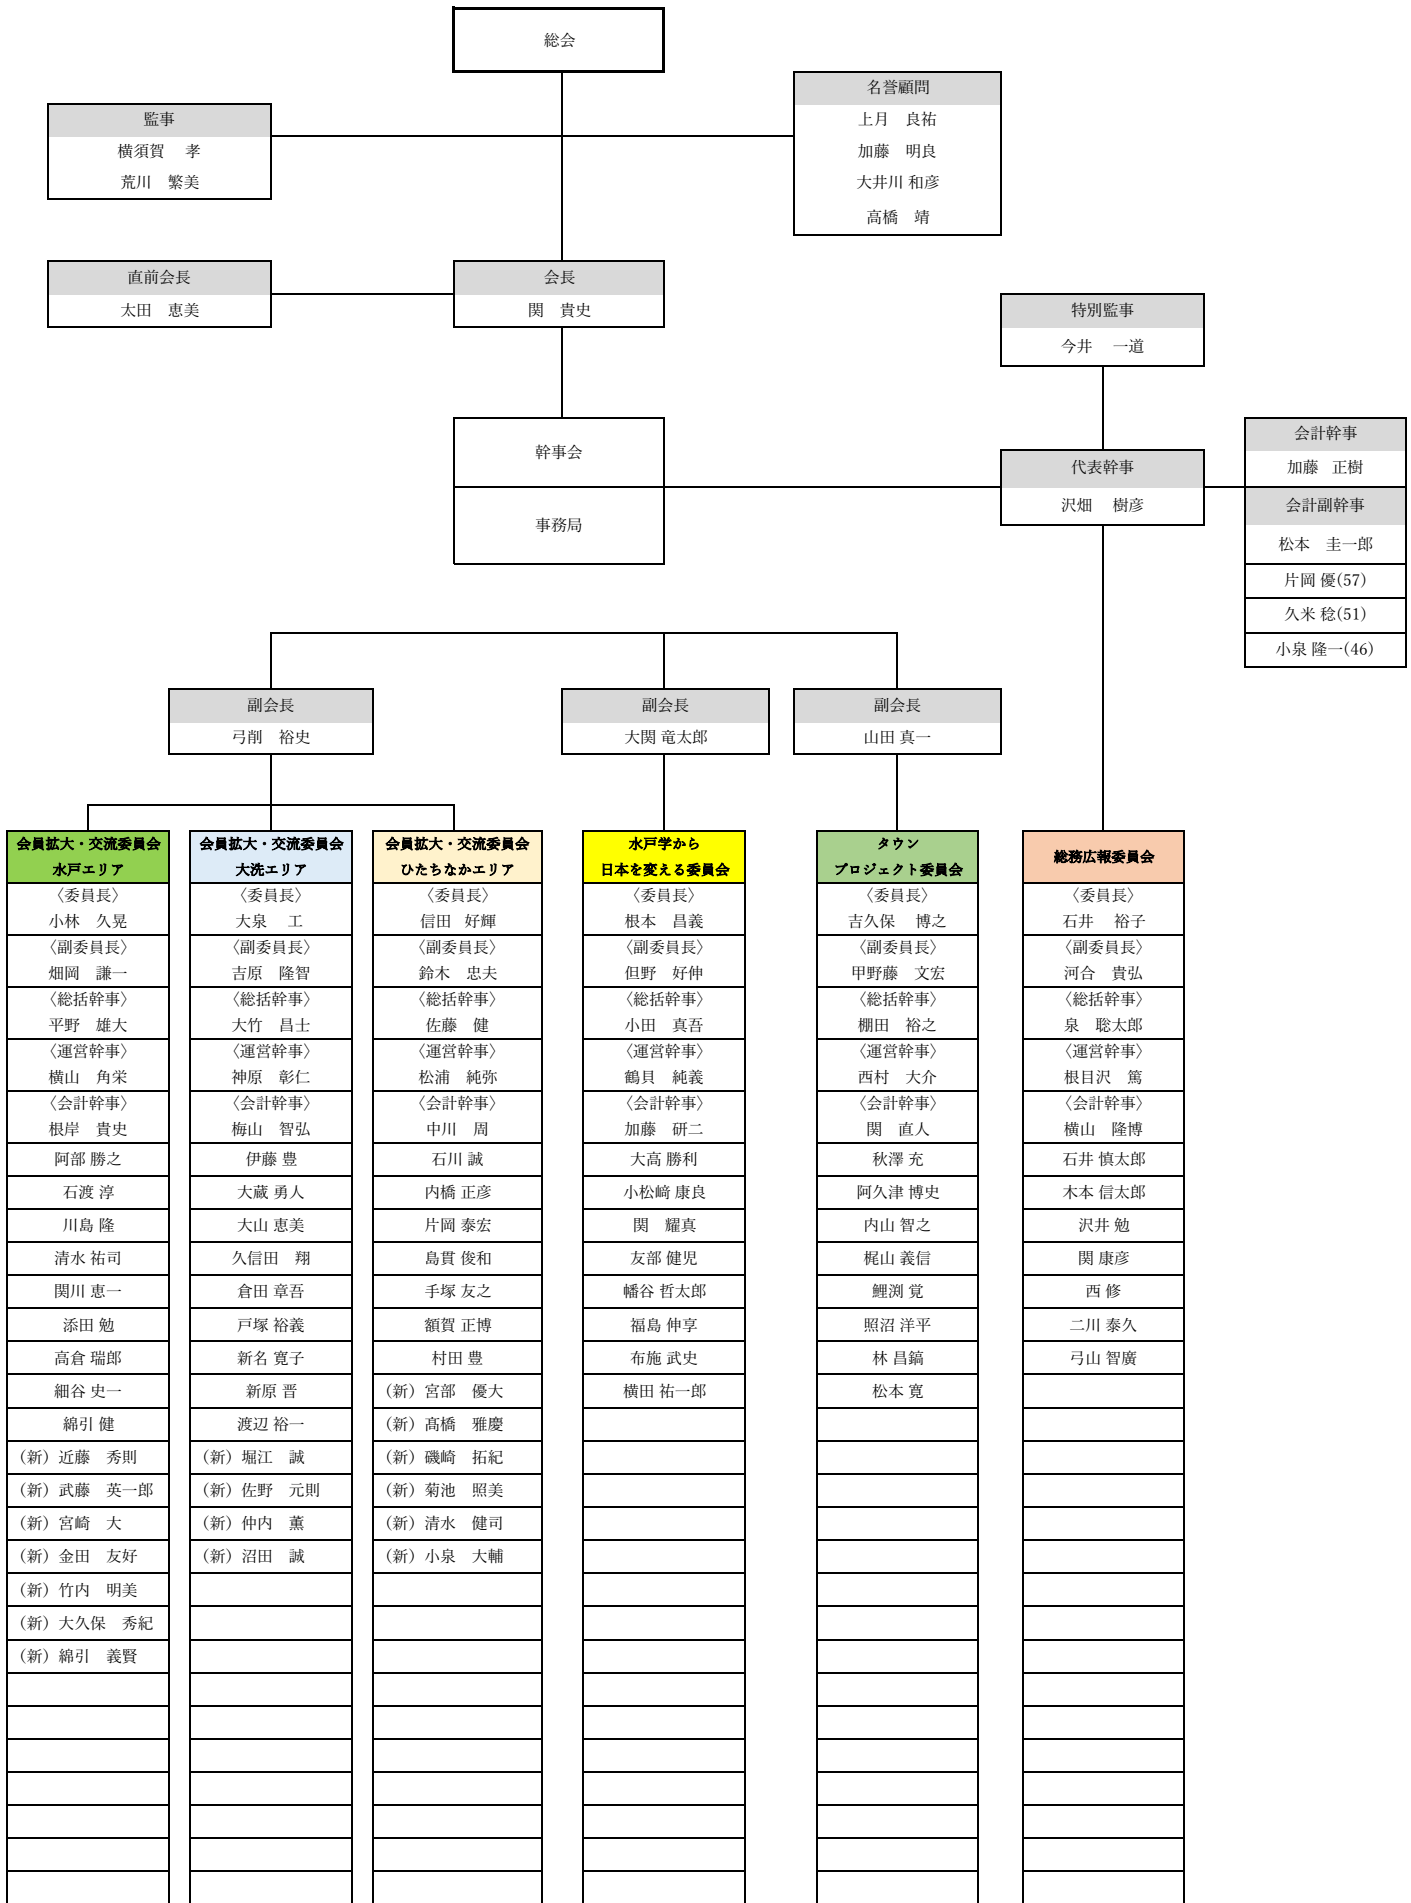 総会
名誉顧問
上月　良祐
加藤　明良
大井川 和彦
高橋　靖
監事
横須賀　孝
荒川　繁美
直前会長
太田　恵美
会長
関　貴史
特別監事
今井　一道
幹事会
事務局
代表幹事
沢畑　樹彦
会計幹事
加藤　正樹
会計副幹事
松本　圭一郎
片岡 優(57)
久米 稔(51)
小泉 隆一(46)
副会長
弓削　裕史
副会長
大関 竜太郎
副会長
山田 真一
会員拡大・交流委員会
水戸エリア
〈委員長〉
小林　久晃
〈副委員長〉
畑岡　謙一
〈総括幹事〉
平野　雄大
〈運営幹事〉
横山　角栄
〈会計幹事〉
根岸　貴史
阿部 勝之
石渡 淳
川島 隆
清水 祐司
関川 恵一
添田 勉
高倉 瑞郎
細谷 史一
綿引 健
（新）近藤　秀則
（新）武藤　英一郎
（新）宮崎　大
（新）金田　友好
（新）竹内　明美
（新）大久保　秀紀
（新）綿引　義賢
会員拡大・交流委員会
大洗エリア
〈委員長〉
大泉　工
〈副委員長〉
吉原　隆智
〈総括幹事〉
大竹　昌士
〈運営幹事〉
神原　彰仁
〈会計幹事〉
梅山　智弘
伊藤 豊
大蔵 勇人
大山 恵美
久信田　翔
倉田 章吾
戸塚 裕義
新名 寛子
新原 晋
渡辺 裕一
（新）堀江　誠
（新）佐野　元則
（新）仲内　薫
（新）沼田　誠
会員拡大・交流委員会
ひたちなかエリア
〈委員長〉
信田　好輝
〈副委員長〉
鈴木　忠夫
〈総括幹事〉
佐藤　健
〈運営幹事〉
松浦　純弥
〈会計幹事〉
中川　周
石川 誠
内橋 正彦
片岡 泰宏
島貫 俊和
手塚 友之
額賀 正博
村田 豊
（新）宮部　優大
（新）髙橋　雅慶
（新）磯崎　拓紀
（新）菊池　照美
（新）清水　健司
（新）小泉　大輔
水戸学から
日本を変える委員会
〈委員長〉
根本　昌義
〈副委員長〉
但野　好伸
〈総括幹事〉
小田　真吾
〈運営幹事〉
鶴貝　純義
〈会計幹事〉
加藤　研二
大高 勝利
小松﨑 康良
関　耀真
友部 健児
幡谷 哲太郎
福島 伸享
布施 武史
横田 祐一郎
タウン
プロジェクト委員会
〈委員長〉
吉久保　博之
〈副委員長〉
甲野藤　文宏
〈総括幹事〉
棚田　裕之
〈運営幹事〉
西村　大介
〈会計幹事〉
関　直人
秋澤 充
阿久津 博史
内山 智之
梶山 義信
鯉渕 覚
照沼 洋平
林 昌鎬
松本 寛
総務広報委員会
〈委員長〉
石井　裕子
〈副委員長〉
河合　貴弘
〈総括幹事〉
泉　聡太郎
〈運営幹事〉
根目沢　篤
〈会計幹事〉
横山　隆博
石井 慎太郎
木本 信太郎
沢井 勉
関 康彦
西 修
二川 泰久
弓山 智廣